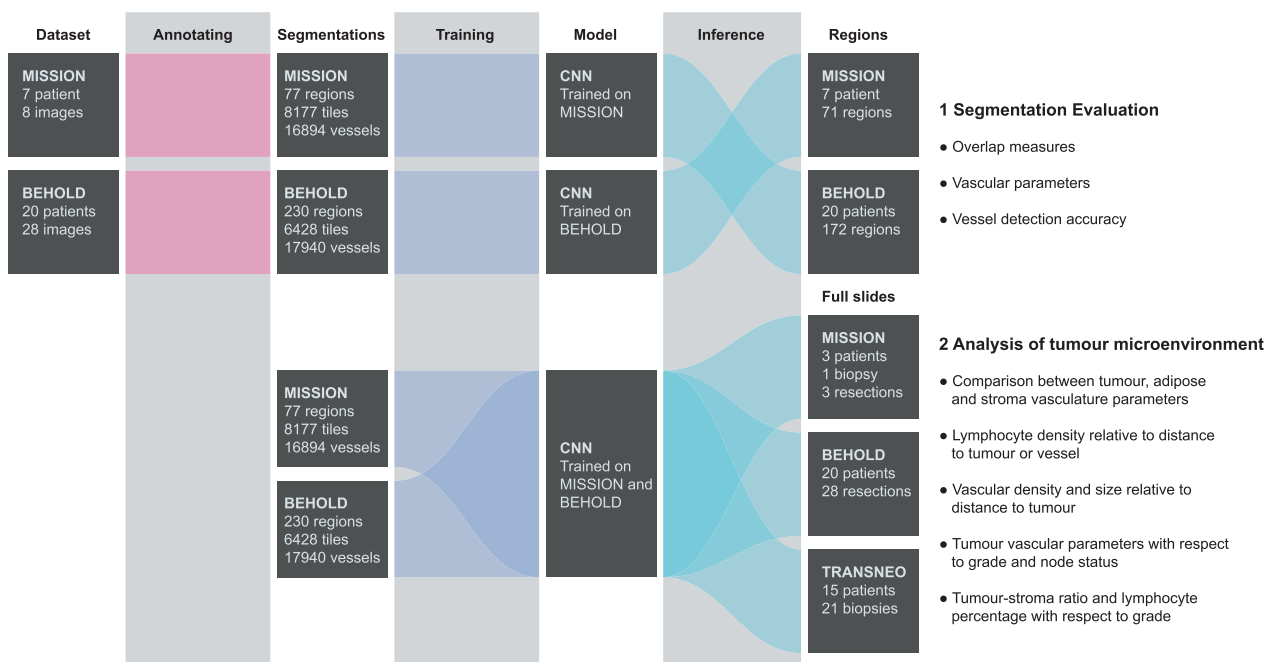 Dataset
Annotating
Segmentations
Training
Model
Inference
Regions
MISSION
7 patient
8 images
MISSION
77 regions
8177 tiles
16894 vessels
CNN
Trained on
MISSION
MISSION
7 patient
71 regions
BEHOLD
20 patients
28 images
BEHOLD
230 regions
6428 tiles
17940 vessels
CNN
Trained on
BEHOLD
BEHOLD
20 patients
172 regions
1 Segmentation Evaluation
● Overlap measures
● Vascular parameters
● Vessel detection accuracy
MISSION
77 regions
8177 tiles
16894 vessels
BEHOLD
230 regions
6428 tiles
17940 vessels
CNN
Trained on
MISSION and
BEHOLD
Full slides
MISSION
3 patients
1 biopsy
3 resections
BEHOLD
20 patients
28 resections
TRANSNEO
15 patients
21 biopsies
2 Analysis of tumour microenvironment
● Comparison between tumour, adipose
and stroma vasculature parameters
● Lymphocyte density relative to distance
to tumour or vessel
● Vascular density and size relative to
distance to tumour
● Tumour vascular parameters with respect
to grade and node status
● Tumour-stroma ratio and lymphocyte
percentage with respect to grade